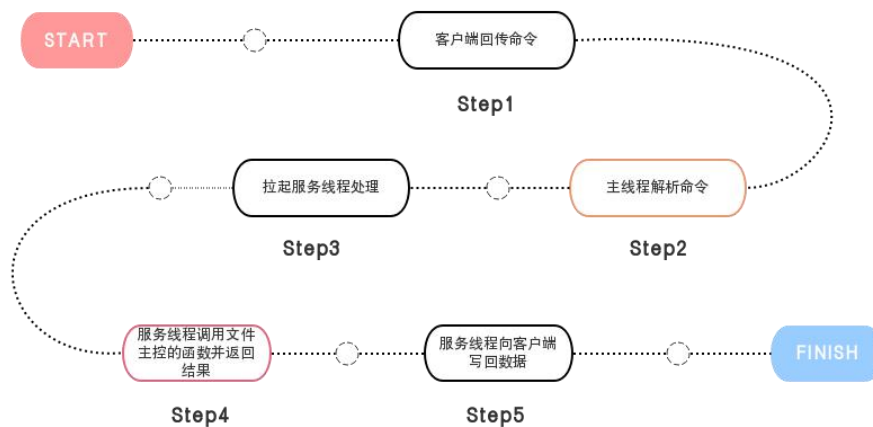 START
客户端回传命令
Step1
拉起服务线程处理
主线程解析命令
Step3
Step2
服务线程调用文件
主控的函数并返回
结果
服务线程向客户端
写回数据
FINISH
Step4
Step5